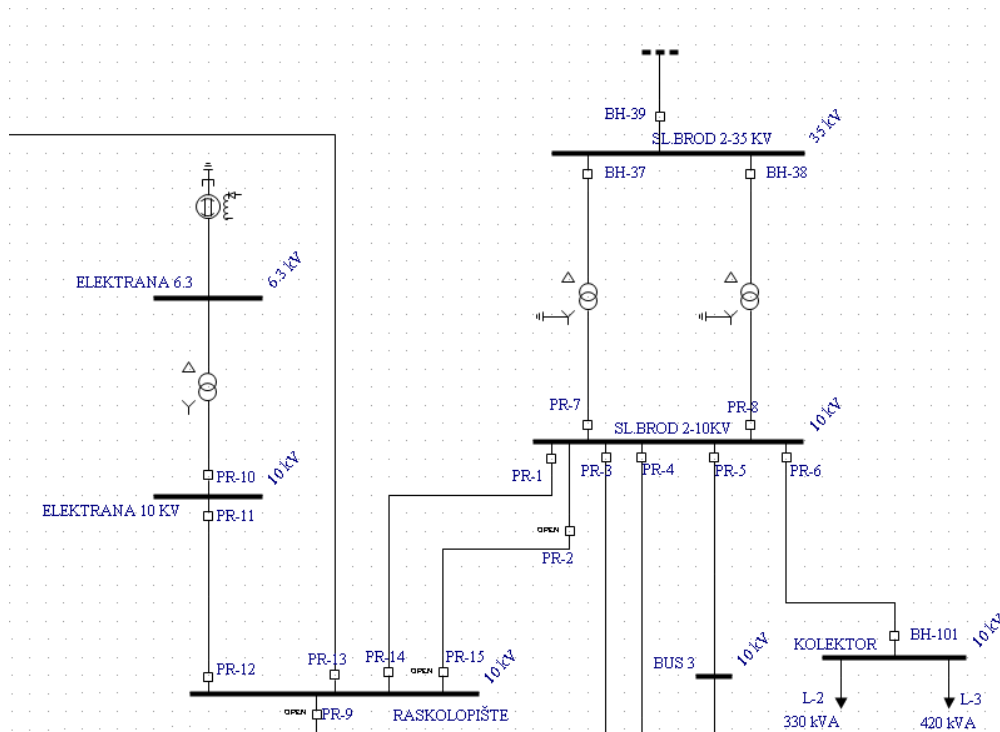 BH-39
35 kV
SL.BROD 2-35 KV
BH-37
BH-38
6.3 kV
ELEKTRANA 6.3
PR-7
PR-8
10 kV
SL.BROD 2-10KV
PR-1
PR-3
PR-4
PR-5
PR-6
PR-10
10 kV
ELEKTRANA 10 KV
PR-11
OPEN
PR-2
PR-12
PR-13
PR-14
OPEN
PR-15
10 kV
BUS 3
10 kV
KOLEKTOR
BH-101
10 kV
OPEN
PR-9
RASKOLOPIŠTE
L-2
330 kVA
L-3
420 kVA